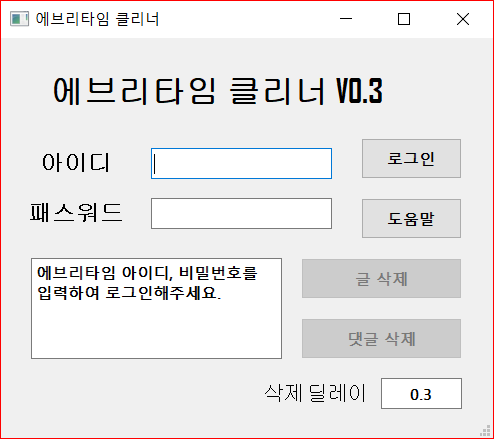 에브리타임 클리너
에브리타임 클리너 V0.3
아이디
로그인
패스워드
도움말
에브리타임 아이디, 비밀번호를
입력하여 로그인해주세요.
글 삭제
댓글 삭제
삭제 딜레이 0.3